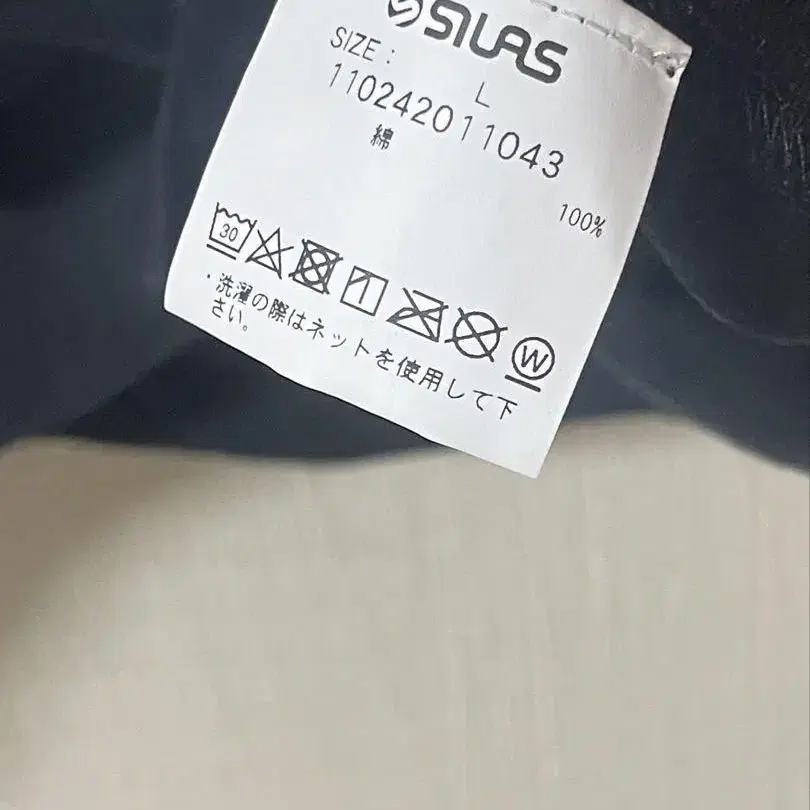 SILAS
SIZE: L
110242011043
綿 100%
30
W
・洗濯の際はネットを使用して下
さい。